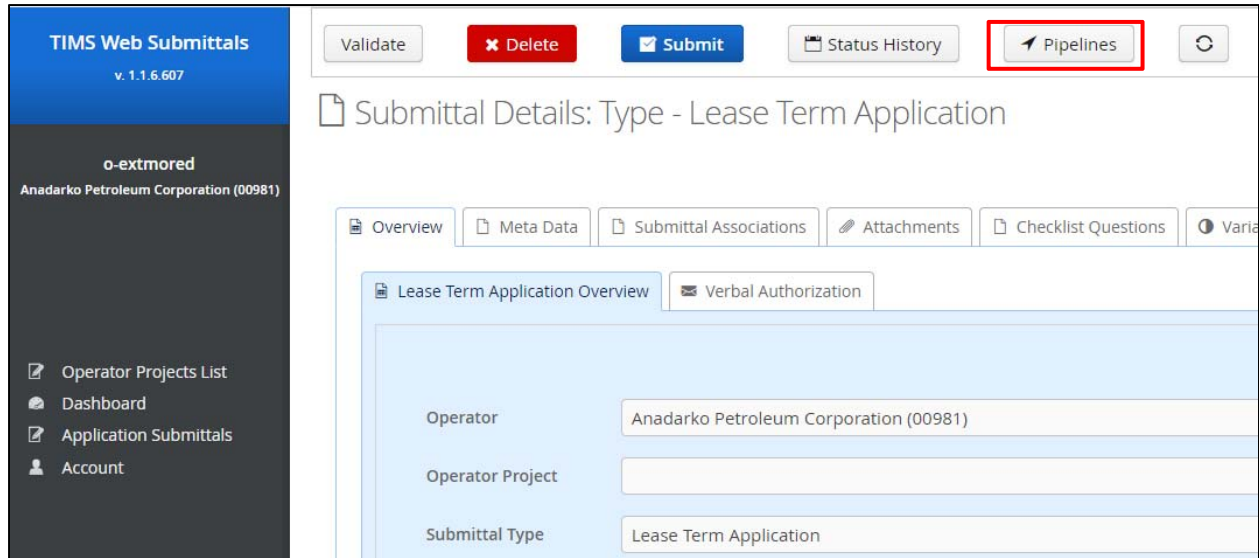 TIMS Web Submittals
v. 1.1.6.607
o-extmored
Anadarko Petroleum Corporation (00981)
Operator Projects List
Dashboard
Application Submittals
Account
Validate Delete Submit Status History Pipelines
Submittal Details: Type - Lease Term Application
Overview Meta Data Submittal Associations Attachments Checklist Questions
Lease Term Application Overview Verbal Authorization
Operator Anadarko Petroleum Corporation (00981)
Operator Project
Submittal Type Lease Term Application